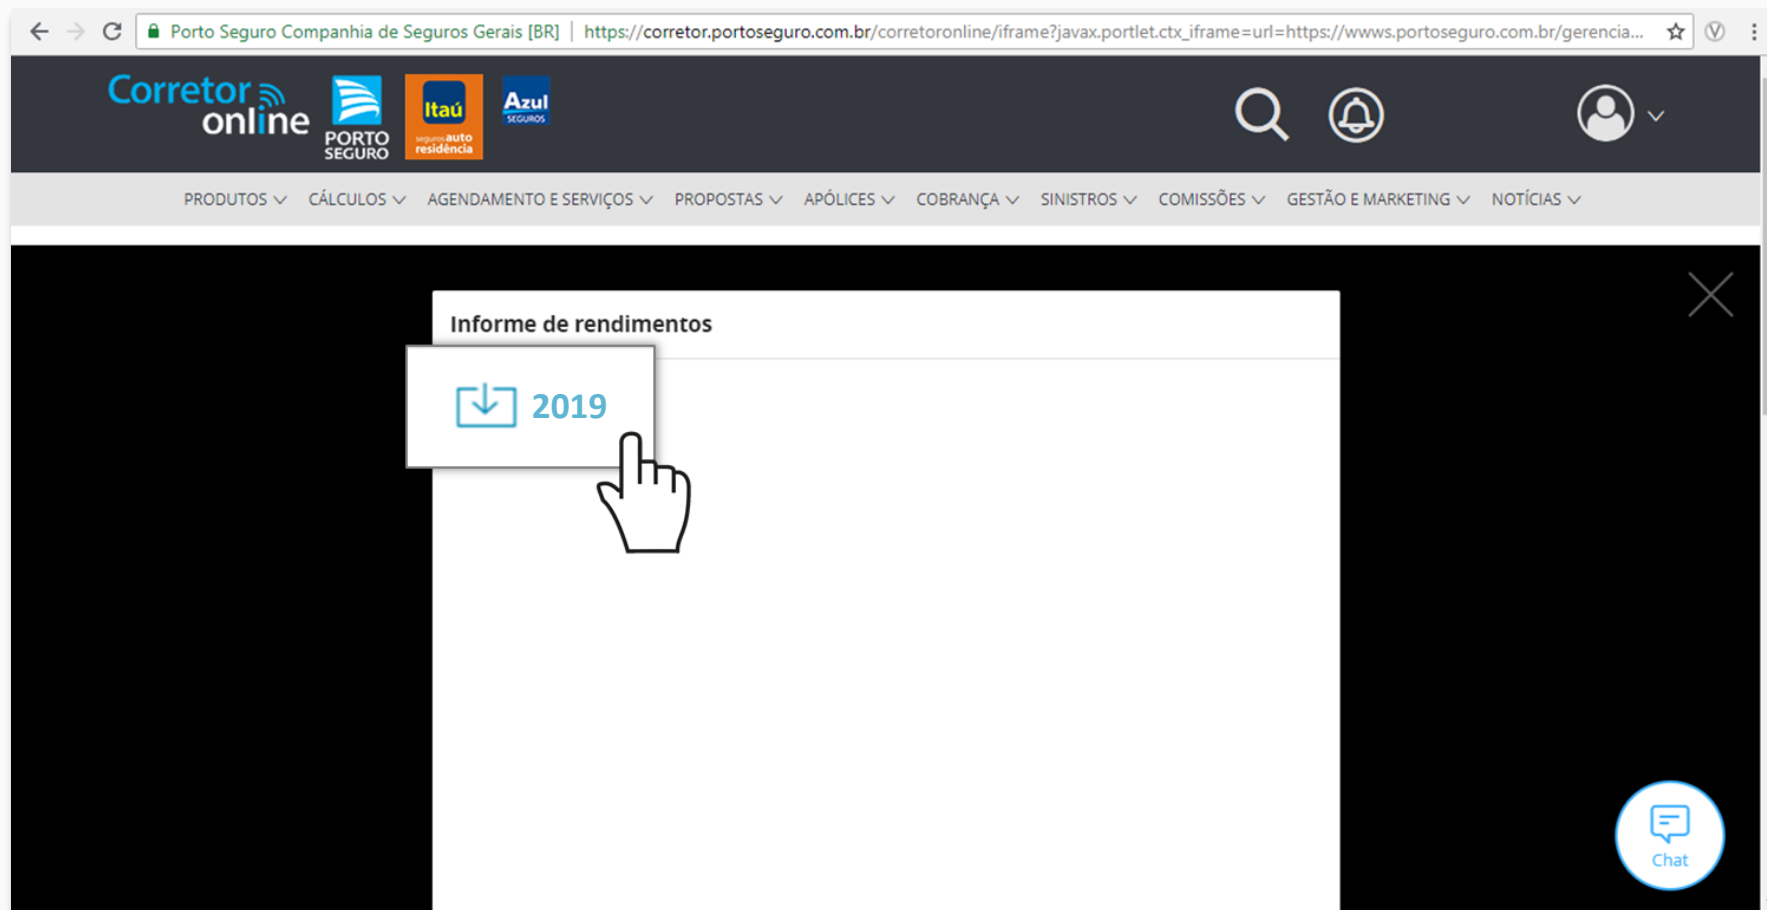 Porto Seguro Companhia de Seguros Gerais [BR] | https://corretor.portoseguro.com.br/corretoronline/iframe?javax.portlet.ctx_iframe=url=https://wwws.portoseguro.com.br/gerencia...
Corretor
online
PORTO
SEGURO
Itaú
seguros auto
residência
Azul
SEGUROS
PRODUTOS CÁLCULOS AGENDAMENTO E SERVIÇOS PROPOSTAS APÓLICES COBRANÇA SINISTROS COMISSÕES GESTÃO E MARKETING NOTÍCIAS
Informe de rendimentos
2019
Chat